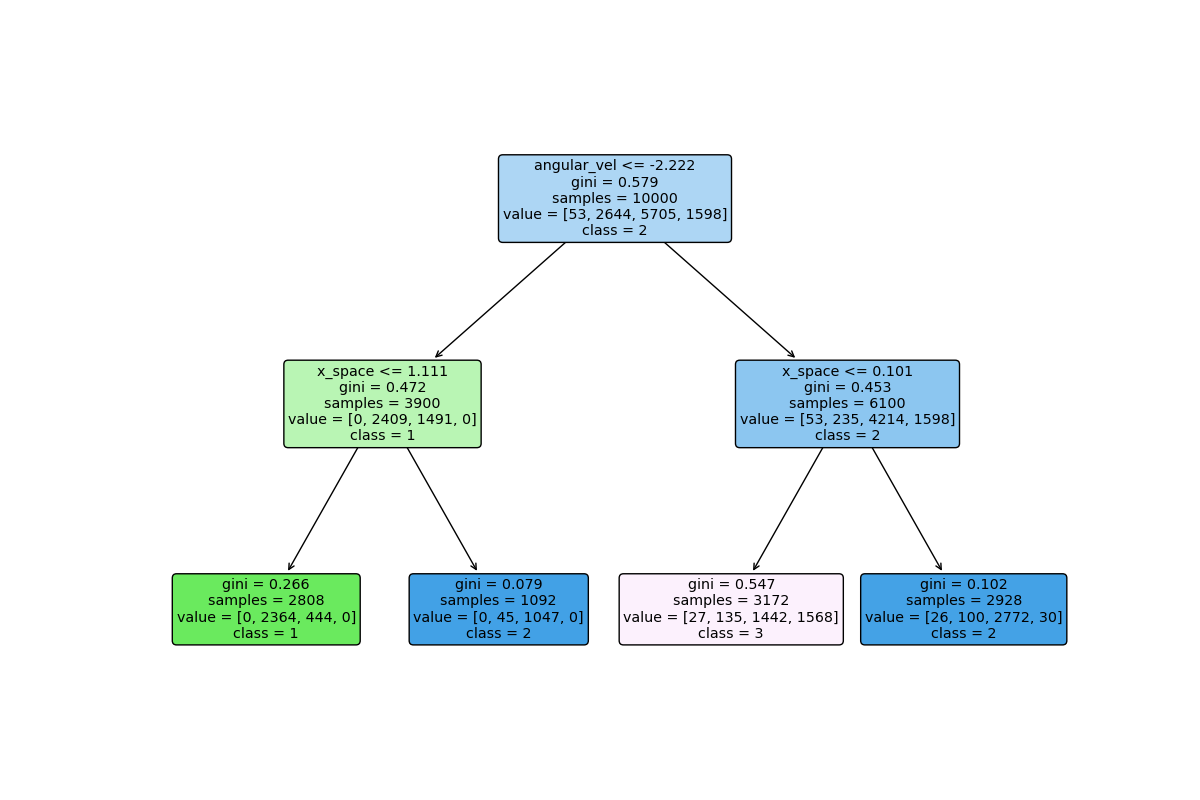 angular_vel <= -2.222
gini = 0.579
samples = 10000
value = [53, 2644, 5705, 1598]
class = 2
x_space <= 1.111
gini = 0.472
samples = 3900
value = [0, 2409, 1491, 0]
class = 1
x_space <= 0.101
gini = 0.453
samples = 6100
value = [53, 235, 4214, 1598]
class = 2
gini = 0.266
samples = 2808
value = [0, 2364, 444, 0]
class = 1
gini = 0.079
samples = 1092
value = [0, 45, 1047, 0]
class = 2
gini = 0.547
samples = 3172
value = [27, 135, 1442, 1568]
class = 3
gini = 0.102
samples = 2928
value = [26, 100, 2772, 30]
class = 2